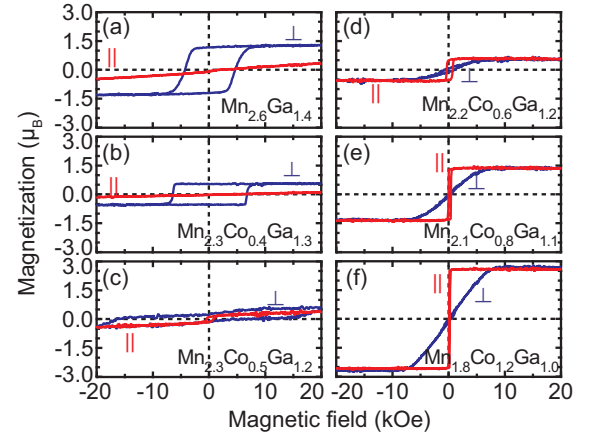 (a)
||
⊥
Mn2.6Ga1.4
3.0
1.5
0.0
-1.5
-3.0
(b)
||
⊥
Mn2.3Co0.4Ga1.3
3.0
1.5
0.0
-1.5
-3.0
(c)
⊥
||
Mn2.3Co0.5Ga1.2
3.0
1.5
0.0
-1.5
-3.0
-20 -10 0 10 20
(d)
||
⊥
Mn2.2Co0.6Ga1.2
(e)
||
⊥
Mn2.1Co0.8Ga1.1
(f)
||
⊥
Mn1.8Co1.2Ga1.0
-20 -10 0 10 20
Magnetization (μB)
Magnetic field (kOe)